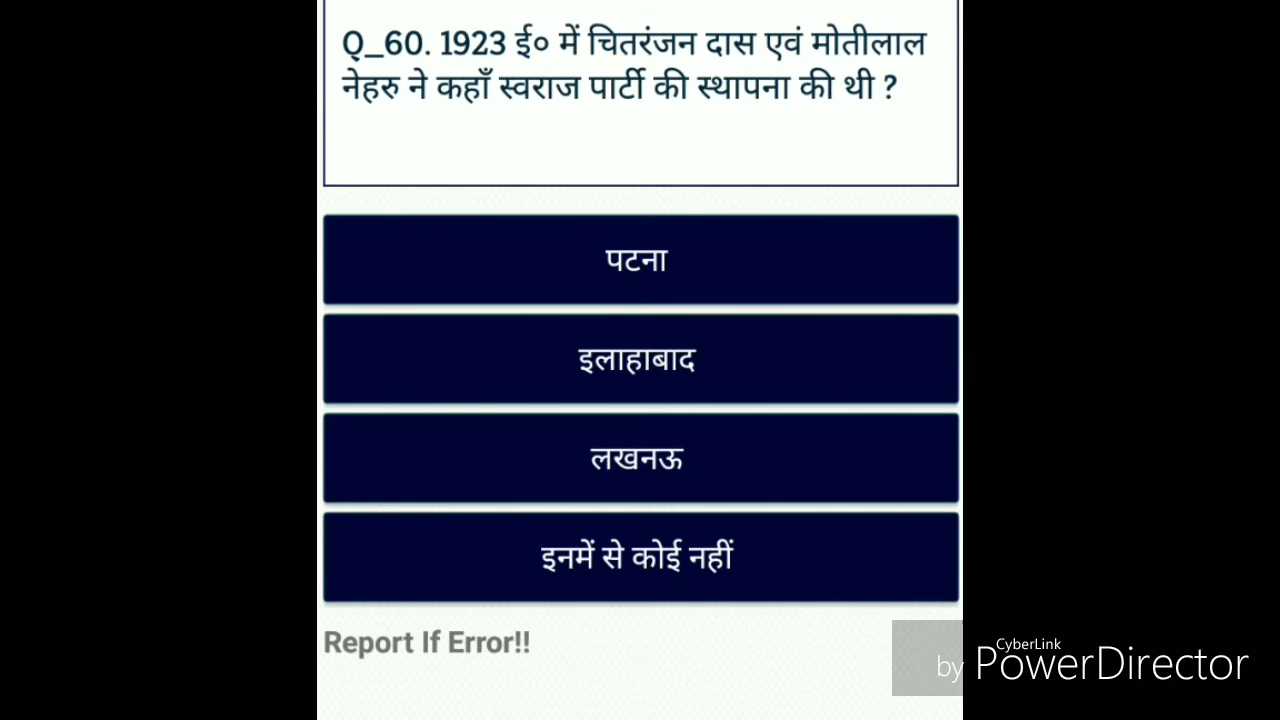 Q_60. 1923 ई० में चितरंजन दास एवं मोतीलाल
नेहरु ने कहाँ स्वराज पार्टी की स्थापना की थी ?
पटना
इलाहाबाद
लखनऊ
इनमें से कोई नहीं
Report If Error!!
CyberLink
by PowerDirector